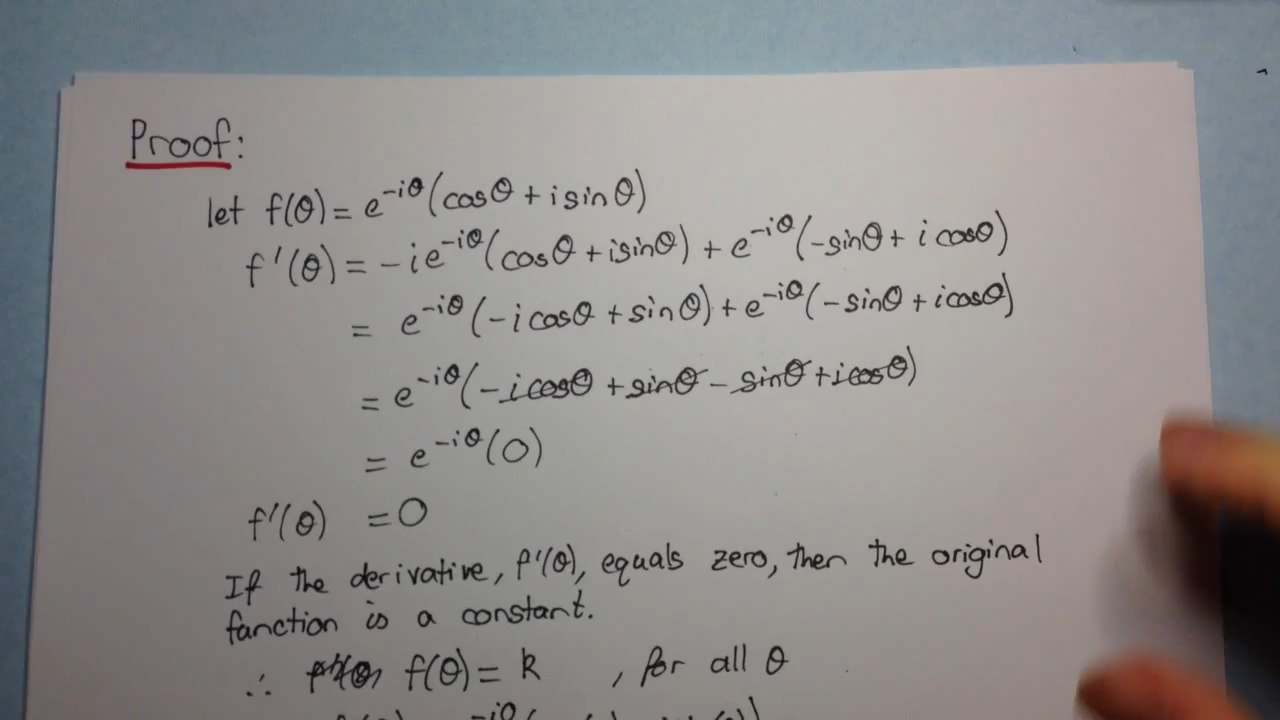 Proof:
let f(θ) = e^{-iθ}(cosθ + i sinθ)
f'(θ) = -ie^{-iθ}(cosθ + isinθ) + e^{-iθ}(-sinθ + i cosθ)
= e^{-iθ}(-i cosθ + sinθ) + e^{-iθ}(-sinθ + i cosθ)
= e^{-iθ}(-i cosθ + sinθ - sinθ + i cosθ)
= e^{-iθ}(0)
f'(θ) = 0
If the derivative, f'(θ), equals zero, then the original
function is a constant.
∴ f(θ) = k , for all θ